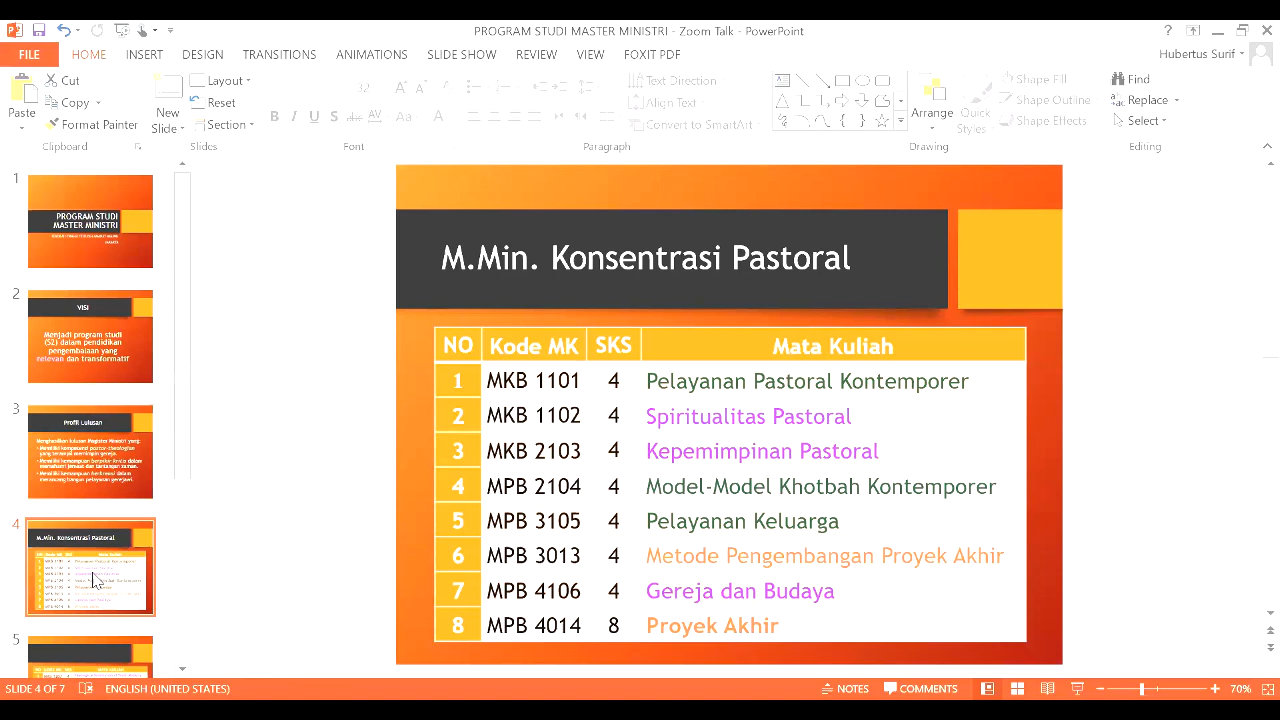 PROGRAM STUDI MASTER MINISTRI - Zoom Talk - PowerPoint
FILE HOME INSERT DESIGN TRANSITIONS ANIMATIONS SLIDE SHOW REVIEW VIEW FOXIT PDF
Hubertus Surif
Paste
Cut
Copy
Format Painter
Clipboard
New Slide
Layout
Reset
Section
Slides
32
Font
Text Direction
Align Text
Convert to SmartArt
Paragraph
Arrange
Quick Styles
Shape Fill
Shape Outline
Shape Effects
Drawing
Find
Replace
Select
Editing
1
PROGRAM STUDI
MASTER MINISTRI
2
VISI
Menjadi program studi
(S2) dalam pendidikan
pengembalaan yang
relevan dan transformatif
3
Profil Lulusan
4
M.Min. Konsentrasi Pastoral
5
M.Min. Konsentrasi Pastoral
NO Kode MK SKS Mata Kuliah
1 MKB 1101 4 Pelayanan Pastoral Kontemporer
2 MKB 1102 4 Spiritualitas Pastoral
3 MKB 2103 4 Kepemimpinan Pastoral
4 MPB 2104 4 Model-Model Khotbah Kontemporer
5 MPB 3105 4 Pelayanan Keluarga
6 MPB 3013 4 Metode Pengembangan Proyek Akhir
7 MPB 4106 4 Gereja dan Budaya
8 MPB 4014 8 Proyek Akhir
SLIDE 4 OF 7 ENGLISH (UNITED STATES) NOTES COMMENTS 70%